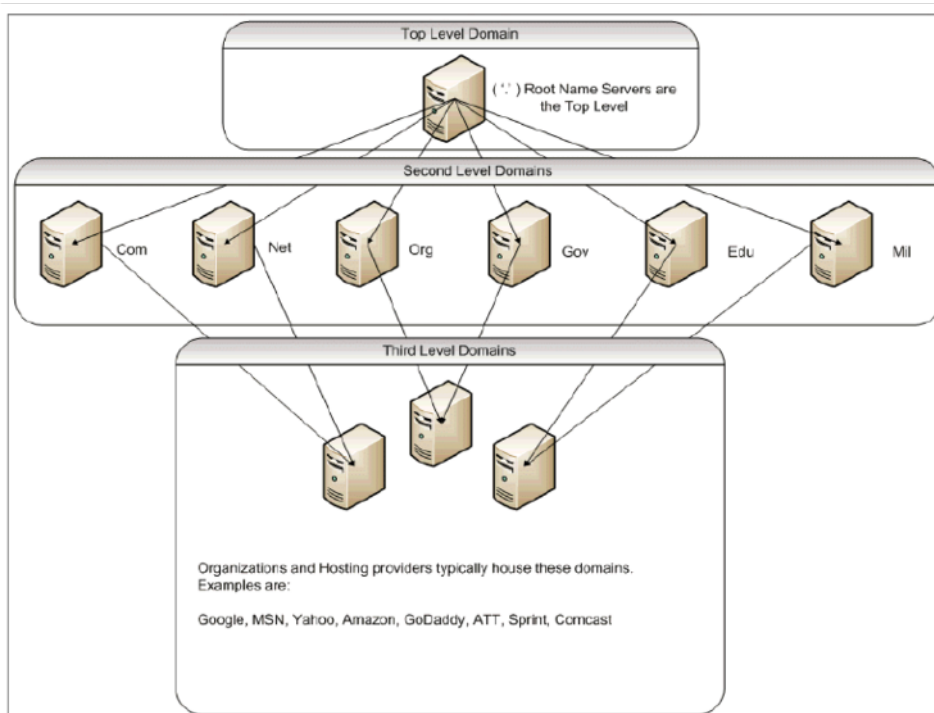 Top Level Domain
( '.' ) Root Name Servers are
the Top Level
Second Level Domains
Com
Net
Org
Gov
Edu
Mil
Third Level Domains
Organizations and Hosting providers typically house these domains.
Examples are:
Google, MSN, Yahoo, Amazon, GoDaddy, ATT, Sprint, Comcast